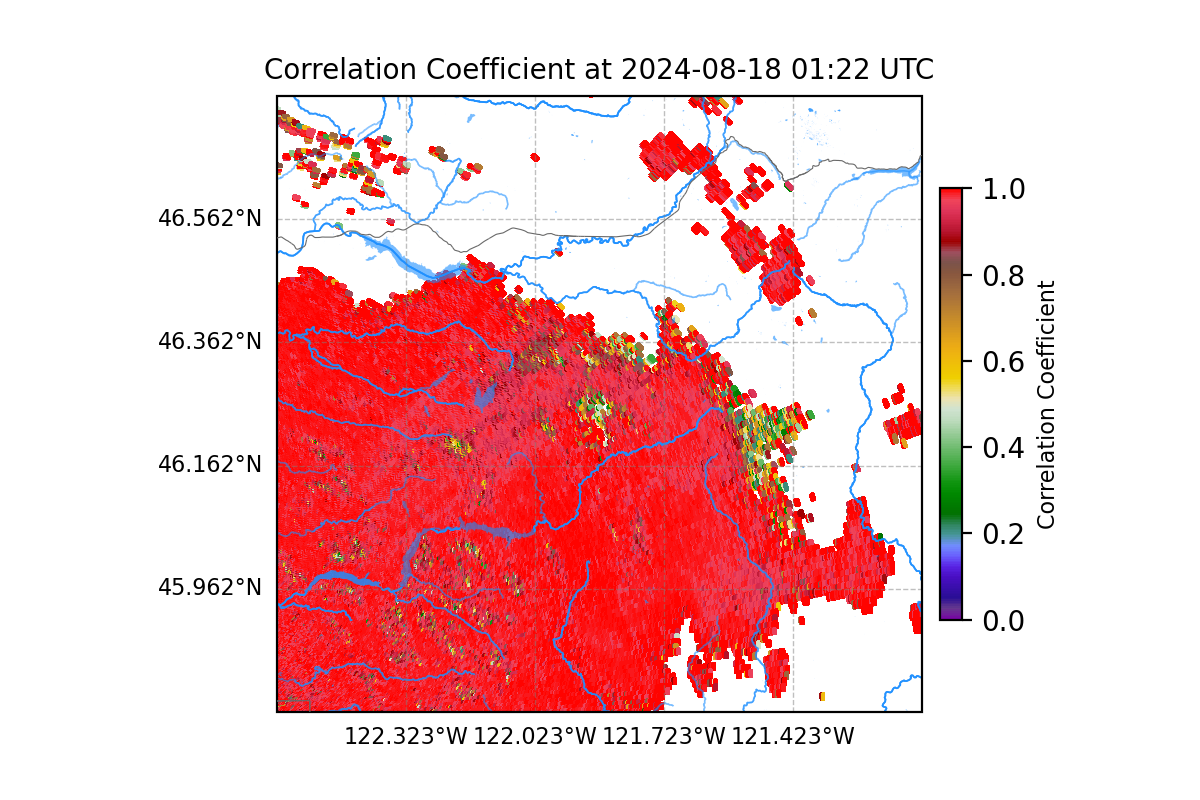 Correlation Coefficient at 2024-08-18 01:22 UTC
46.562°N
46.362°N
46.162°N
45.962°N
122.323°W 122.023°W 121.723°W 121.423°W
1.0
0.8
0.6
0.4
0.2
0.0
Correlation Coefficient